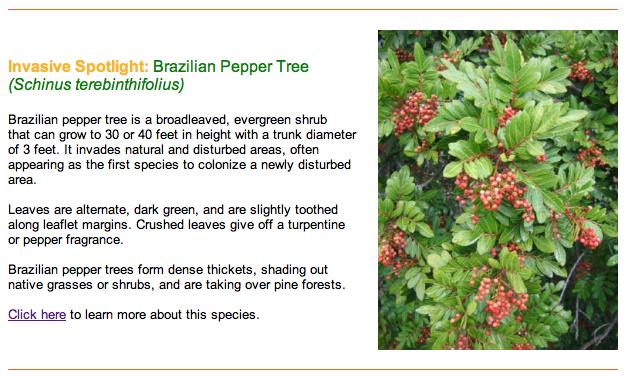 Invasive Spotlight: Brazilian Pepper Tree
(Schinus terebinthifolius)
Brazilian pepper tree is a broadleaved, evergreen shrub
that can grow to 30 or 40 feet in height with a trunk diameter
of 3 feet. It invades natural and disturbed areas, often
appearing as the first species to colonize a newly disturbed
area.
Leaves are alternate, dark green, and are slightly toothed
along leaflet margins. Crushed leaves give off a turpentine
or pepper fragrance.
Brazilian pepper trees form dense thickets, shading out
native grasses or shrubs, and are taking over pine forests.
Click here to learn more about this species.